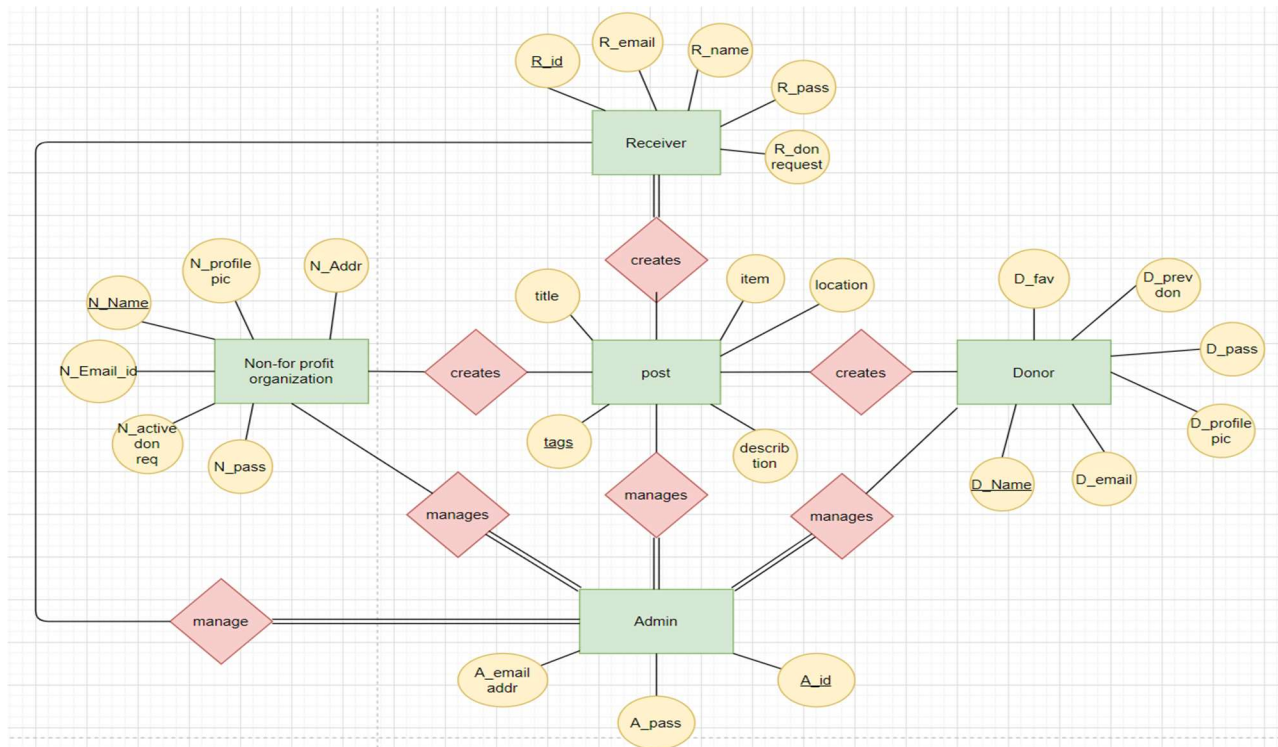 R_email
R_name
R_id
R_pass
Receiver
R_don
request
creates
N_profile
pic
N_Addr
N_Name
title
item
location
D_fav
D_prev
don
N_Email_id
Non-for profit
organization
creates
post
creates
Donor
D_pass
D_profile
pic
N_active
don
req
N_pass
tags
describ
tion
D_Name
D_email
manages
manages
manages
manage
Admin
A_email
addr
A_pass
A_id